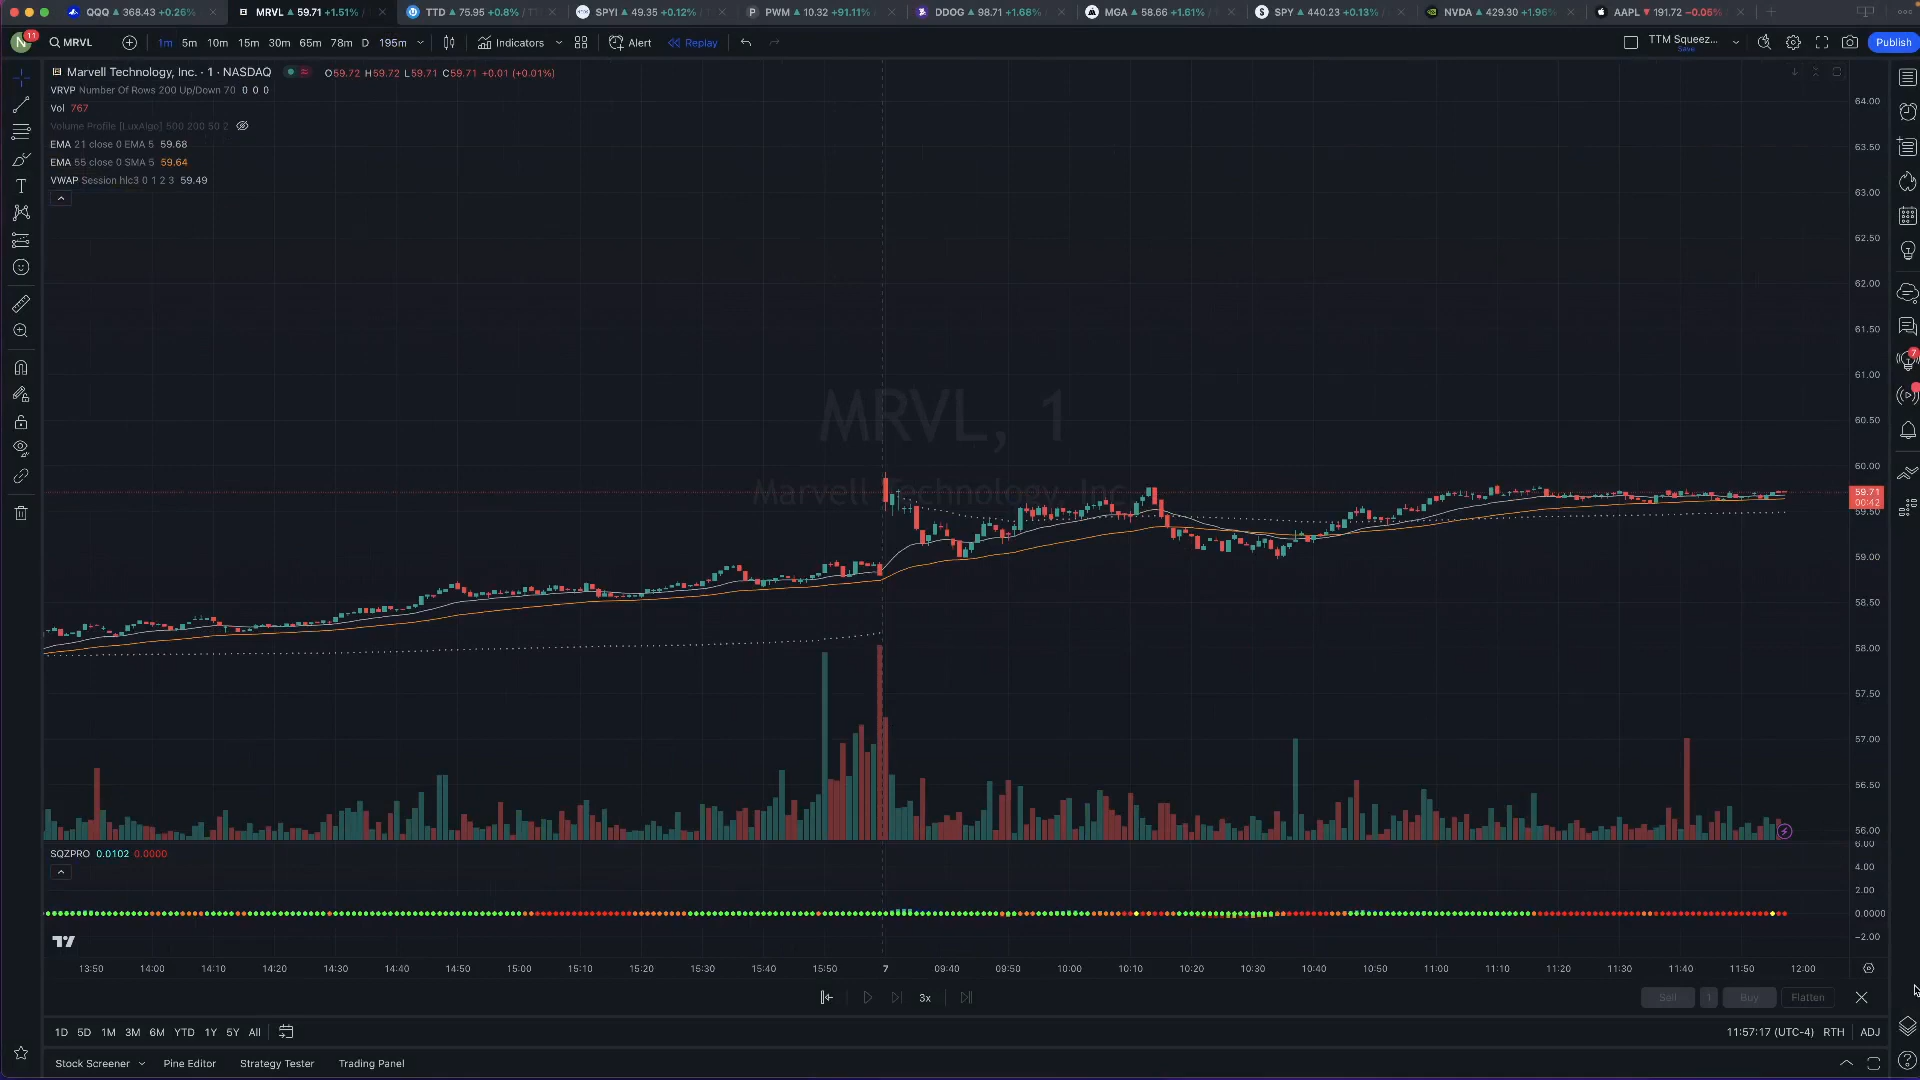 QQQ ▲ 368.43 +0.26%
MRVL ▲ 59.71 +1.51%
TTD ▲ 75.95 +0.8% / TT
SPYI ▲ 49.35 +0.12%
PWM ▲ 10.32 +91.11%
DDOG ▲ 98.71 +1.68%
MGA ▲ 58.66 +1.61%
SPY ▲ 440.23 +0.13%
NVDA ▲ 429.30 +1.96%
AAPL ▼ 191.72 −0.05%
N 11 MRVL 1m 5m 10m 15m 30m 65m 78m D 195m Indicators Alert Replay TTM Squeez... Save Publish
Marvell Technology, Inc. · 1 · NASDAQ O59.72 H59.72 L59.71 C59.71 +0.01 (+0.01%)
VRVP Number Of Rows 200 Up/Down 70 0 0 0
Vol 767
Volume Profile [LuxAlgo] 500 200 50 2
EMA 21 close 0 EMA 5 59.68
EMA 55 close 0 SMA 5 59.64
VWAP Session hlc3 0 1 2 3 59.49
64.00
63.50
63.00
62.50
62.00
61.50
61.00
60.50
60.00
59.71
00:42
59.50
59.00
58.50
58.00
57.50
57.00
56.50
56.00
7
MRVL, 1
Marvell Technology, Inc.
SQZPRO 0.0102 0.0000
6.00
4.00
2.00
0.0000
−2.00
13:50 14:00 14:10 14:20 14:30 14:40 14:50 15:00 15:10 15:20 15:30 15:40 15:50 7 09:40 09:50 10:00 10:10 10:20 10:30 10:40 10:50 11:00 11:10 11:20 11:30 11:40 11:50 12:00
3x Sell 1 Buy Flatten
1D 5D 1M 3M 6M YTD 1Y 5Y All 11:57:17 (UTC-4) RTH ADJ
Stock Screener Pine Editor Strategy Tester Trading Panel